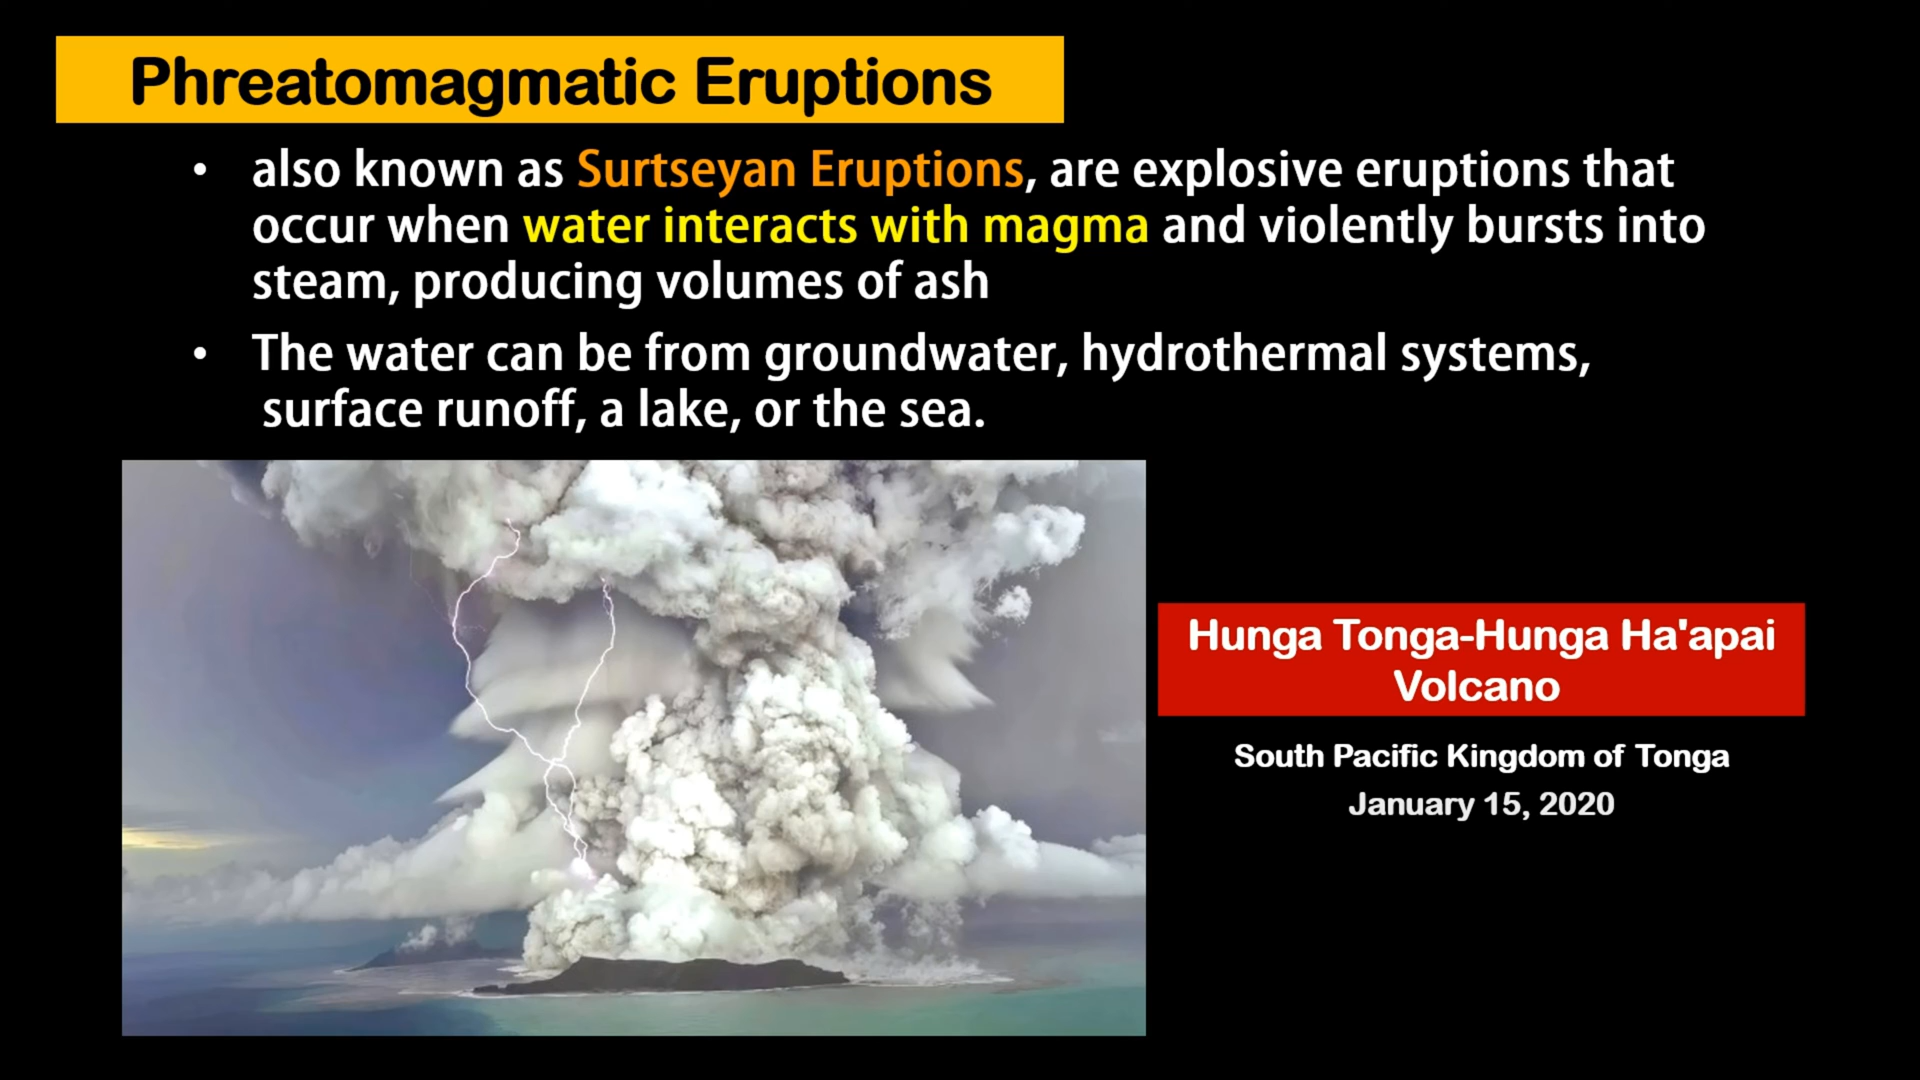 Phreatomagmatic Eruptions
• also known as Surtseyan Eruptions, are explosive eruptions that
occur when water interacts with magma and violently bursts into
steam, producing volumes of ash
• The water can be from groundwater, hydrothermal systems,
surface runoff, a lake, or the sea.
Hunga Tonga-Hunga Ha'apai
Volcano
South Pacific Kingdom of Tonga
January 15, 2020